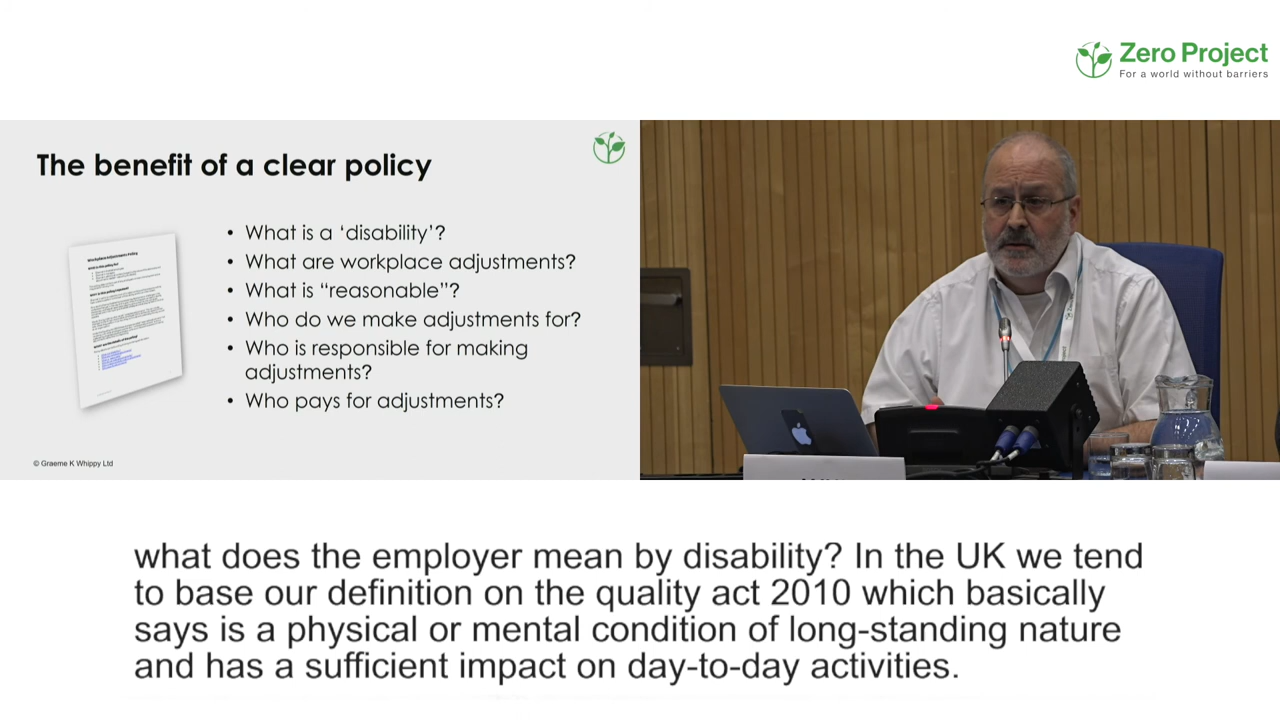 Zero Project
For a world without barriers
The benefit of a clear policy
Workplace Adjustments Policy
• What is a ‘disability’?
• What are workplace adjustments?
• What is “reasonable”?
• Who do we make adjustments for?
• Who is responsible for making
adjustments?
• Who pays for adjustments?
© Graeme K Whippy Ltd
what does the employer mean by disability? In the UK we tend
to base our definition on the quality act 2010 which basically
says is a physical or mental condition of long-standing nature
and has a sufficient impact on day-to-day activities.